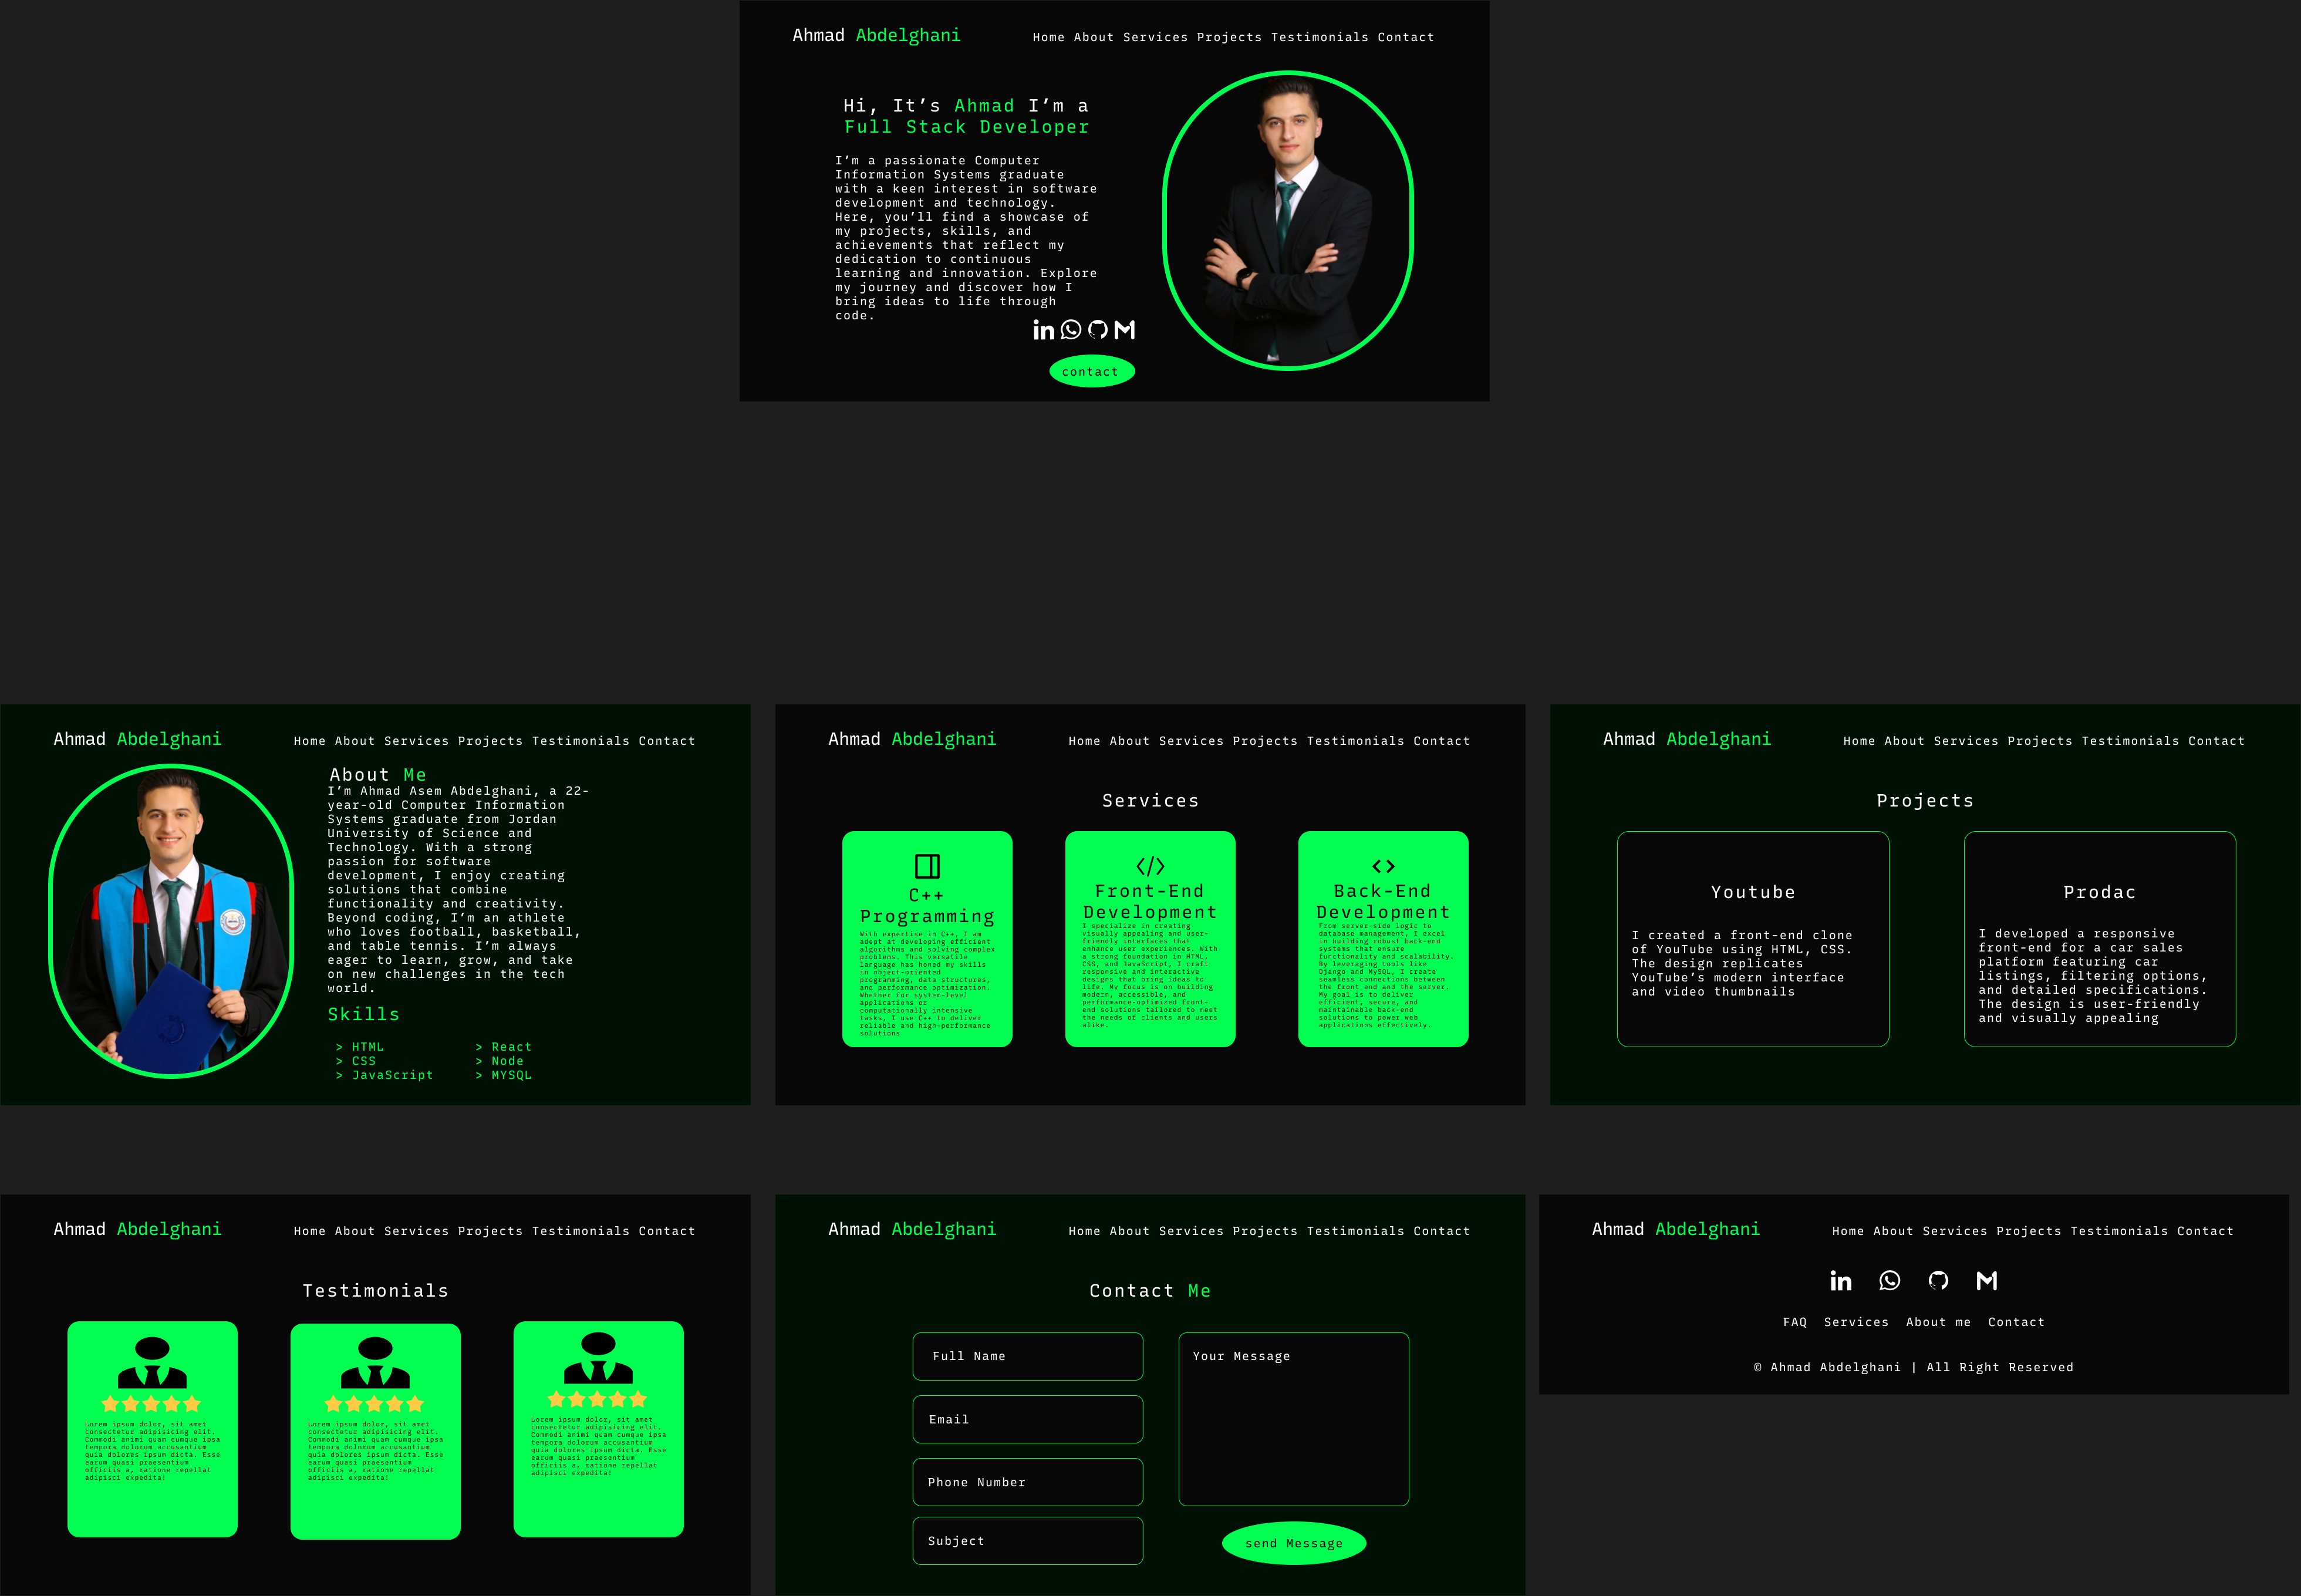 Ahmad Abdelghani
Home About Services Projects Testimonials Contact
Hi, It’s Ahmad I’m a
Full Stack Developer
I’m a passionate Computer
Information Systems graduate
with a keen interest in software
development and technology.
Here, you’ll find a showcase of
my projects, skills, and
achievements that reflect my
dedication to continuous
learning and innovation. Explore
my journey and discover how I
bring ideas to life through
code.
in
contact
Ahmad Abdelghani
Home About Services Projects Testimonials Contact
About Me
I’m Ahmad Asem Abdelghani, a 22-
year-old Computer Information
Systems graduate from Jordan
University of Science and
Technology. With a strong
passion for software
development, I enjoy creating
solutions that combine
functionality and creativity.
Beyond coding, I’m an athlete
who loves football, basketball,
and table tennis. I’m always
eager to learn, grow, and take
on new challenges in the tech
world.
Skills
> HTML
> CSS
> JavaScript
> React
> Node
> MYSQL
Ahmad Abdelghani
Home About Services Projects Testimonials Contact
Services
C++
Programming
With expertise in C++, I am
adept at developing efficient
algorithms and solving complex
problems. This versatile
language has honed my skills
in object-oriented
programming, data structures,
and performance optimization.
Whether for system-level
applications or
computationally intensive
tasks, I use C++ to deliver
reliable and high-performance
solutions
Front-End
Development
I specialize in creating
visually appealing and user-
friendly interfaces that
enhance user experiences. With
a strong foundation in HTML,
CSS, and JavaScript, I craft
responsive and interactive
designs that bring ideas to
life. My focus is on building
modern, accessible, and
performance-optimized front-
end solutions tailored to meet
the needs of clients and users
alike.
Back-End
Development
From server-side logic to
database management, I excel
in building robust back-end
systems that ensure
functionality and scalability.
By leveraging tools like
Django and MySQL, I create
seamless connections between
the front end and the server.
My goal is to deliver
efficient, secure, and
maintainable back-end
solutions to power web
applications effectively.
Ahmad Abdelghani
Home About Services Projects Testimonials Contact
Projects
Youtube
I created a front-end clone
of YouTube using HTML, CSS.
The design replicates
YouTube’s modern interface
and video thumbnails
Prodac
I developed a responsive
front-end for a car sales
platform featuring car
listings, filtering options,
and detailed specifications.
The design is user-friendly
and visually appealing
Ahmad Abdelghani
Home About Services Projects Testimonials Contact
Testimonials
Lorem ipsum dolor, sit amet
consectetur adipisicing elit.
Commodi animi quam cumque ipsa
tempora dolorum accusantium
quia dolores ipsum dicta. Esse
earum quasi praesentium
officiis a, ratione repellat
adipisci expedita!
Lorem ipsum dolor, sit amet
consectetur adipisicing elit.
Commodi animi quam cumque ipsa
tempora dolorum accusantium
quia dolores ipsum dicta. Esse
earum quasi praesentium
officiis a, ratione repellat
adipisci expedita!
Lorem ipsum dolor, sit amet
consectetur adipisicing elit.
Commodi animi quam cumque ipsa
tempora dolorum accusantium
quia dolores ipsum dicta. Esse
earum quasi praesentium
officiis a, ratione repellat
adipisci expedita!
Ahmad Abdelghani
Home About Services Projects Testimonials Contact
Contact Me
Full Name
Email
Phone Number
Subject
Your Message
send Message
Ahmad Abdelghani
Home About Services Projects Testimonials Contact
in
FAQ Services About me Contact
© Ahmad Abdelghani | All Right Reserved